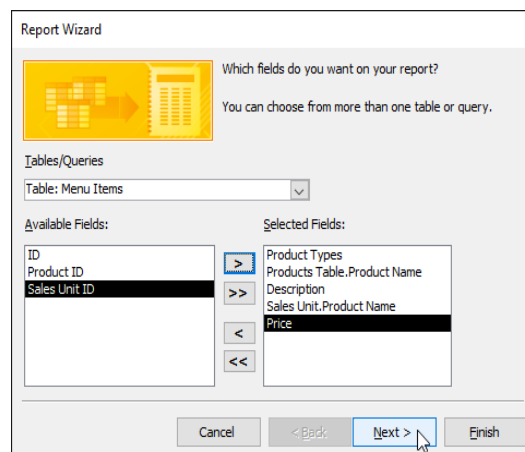 Report Wizard
Which fields do you want on your report?
You can choose from more than one table or query.
Tables/Queries
Table: Menu Items
Available Fields:
Selected Fields:
ID
Product ID
Sales Unit ID
>
>>
<
<<
Product Types
Products Table.Product Name
Description
Sales Unit.Product Name
Price
Cancel
< Back
Next >
Finish